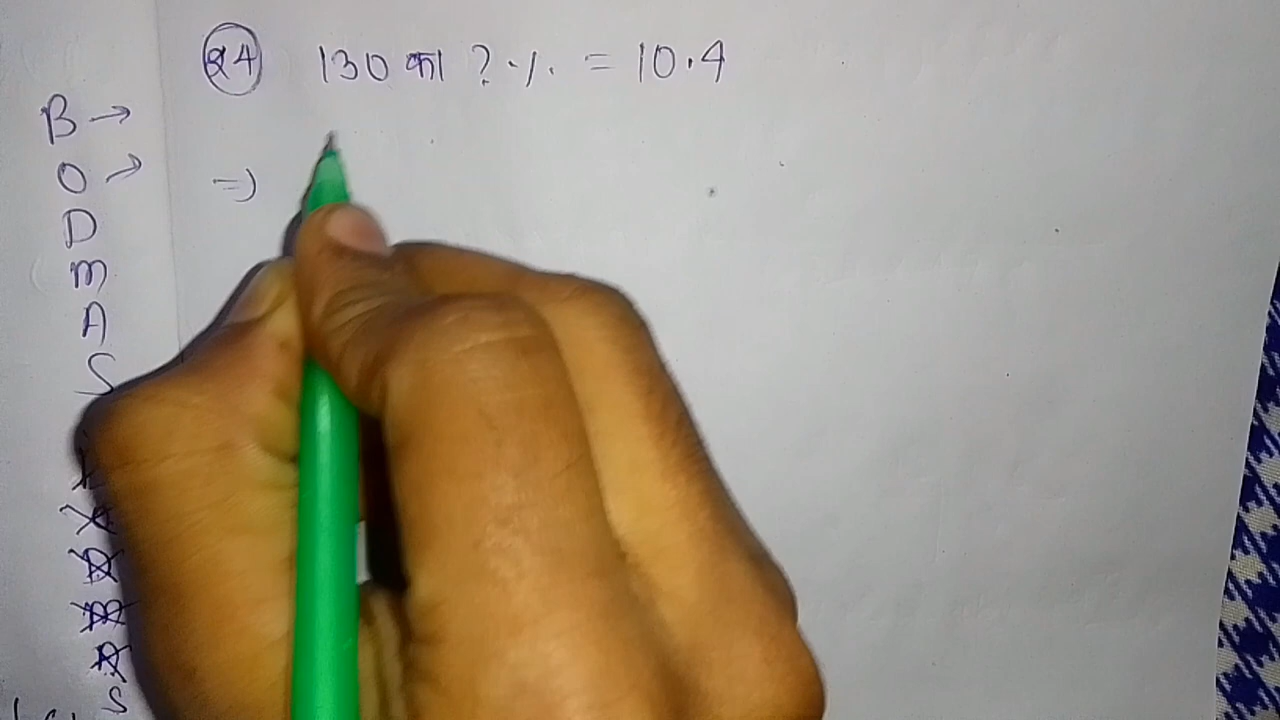 24 130 का ? % = 10.4
B →
O → =)
D
M
A
S
S